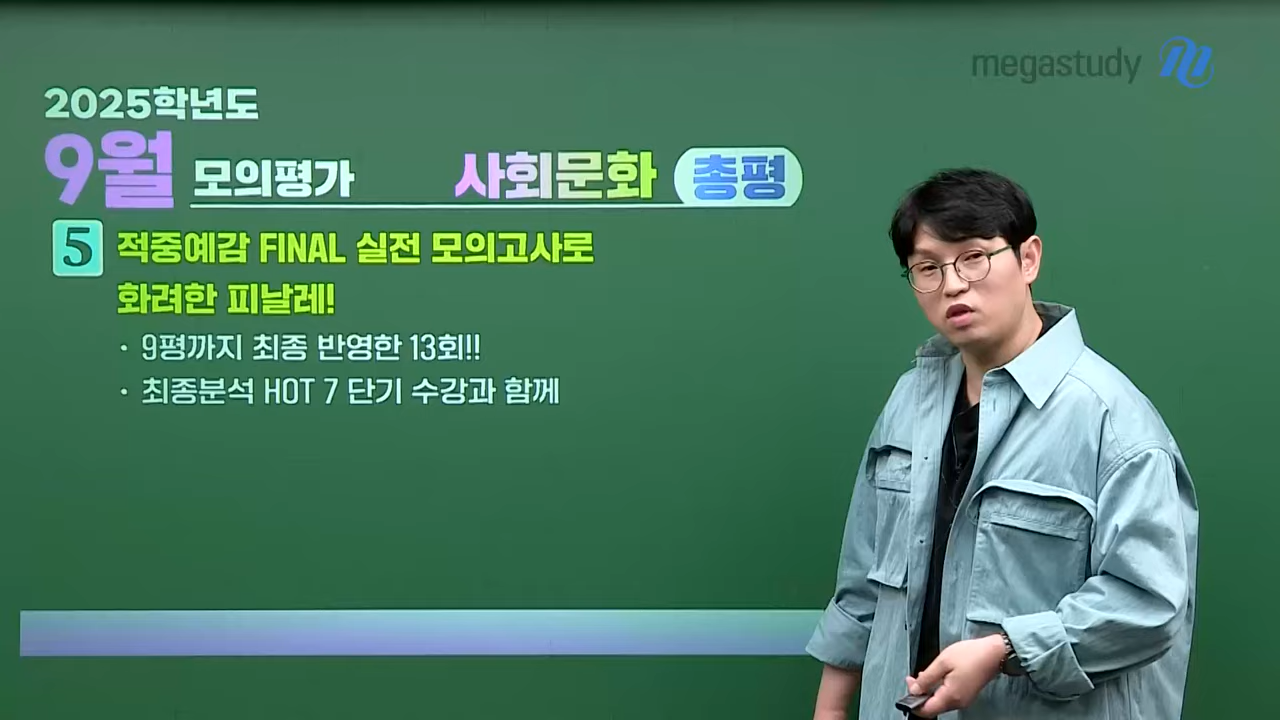 megastudy
2025학년도
9월 모의평가 사회문화 총평
5 적중예감 FINAL 실전 모의고사로
화려한 피날레!
· 9평까지 최종 반영한 13회!!
· 최종분석 HOT 7 단기 수강과 함께